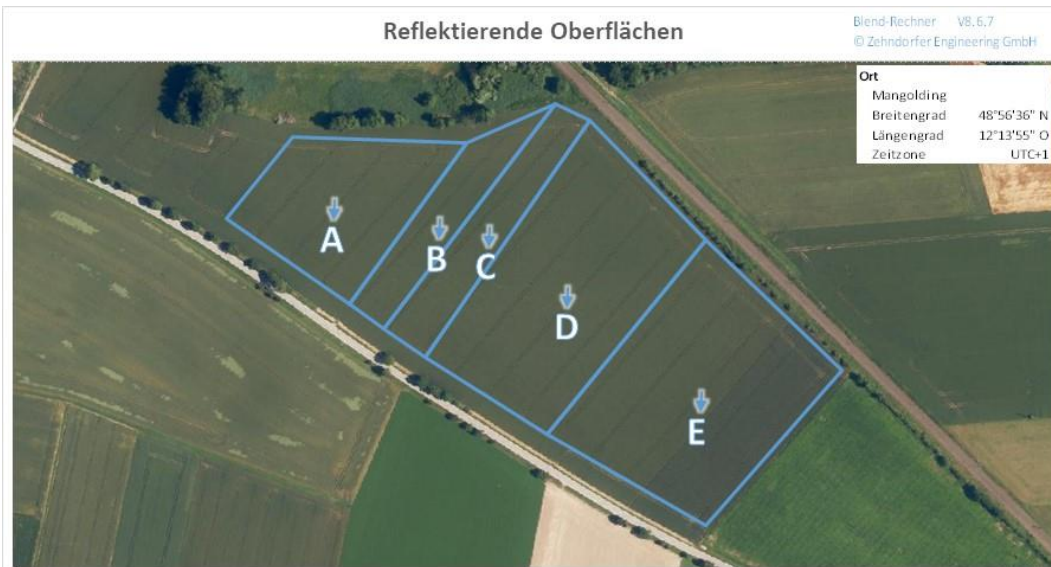 Reflektierende Oberflächen
Blend-Rechner V8.6.7
© Zehndorfer Engineering GmbH
Ort
Mangolding
Breitengrad 48°56'36" N
Längengrad 12°13'55" O
Zeitzone UTC+1
A
B
C
D
E